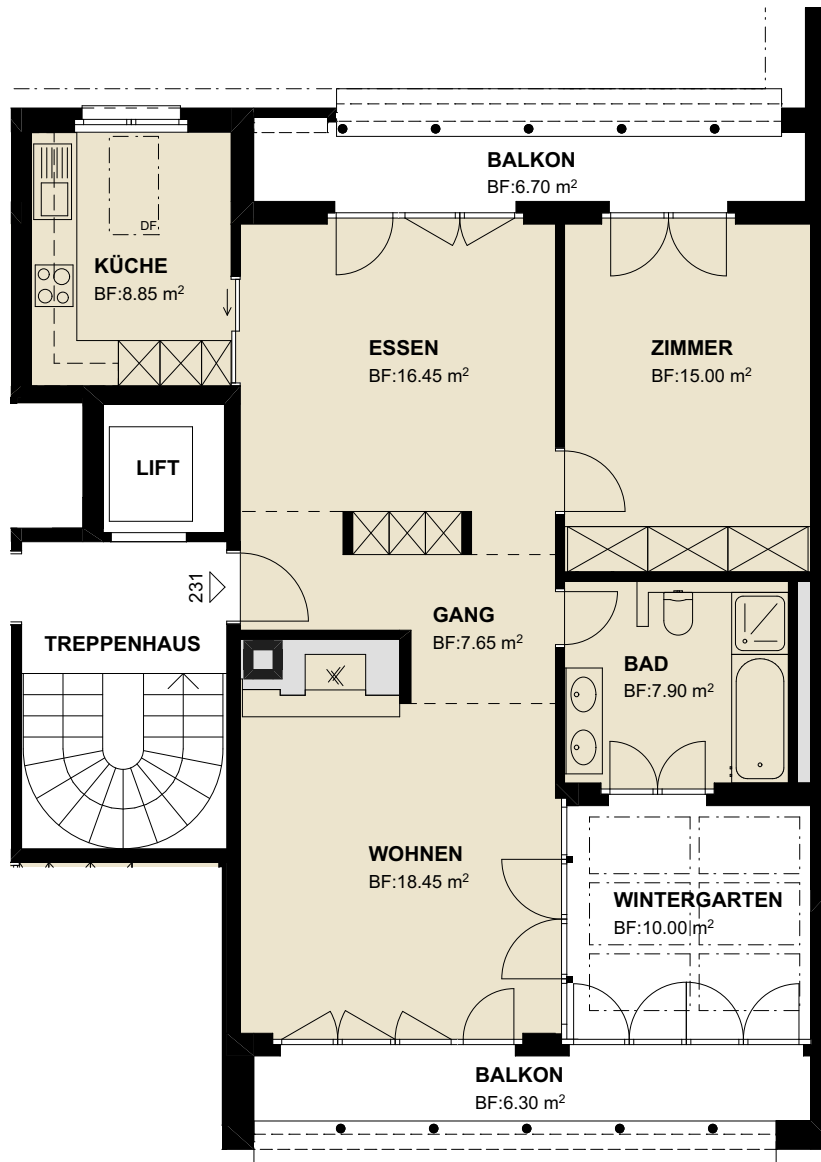 BALKON
BF:6.70 m²
DF
KÜCHE
BF:8.85 m²
ESSEN
BF:16.45 m²
ZIMMER
BF:15.00 m²
LIFT
231
GANG
BF:7.65 m²
TREPPENHAUS
BAD
BF:7.90 m²
WOHNEN
BF:18.45 m²
WINTERGARTEN
BF:10.00 m²
BALKON
BF:6.30 m²